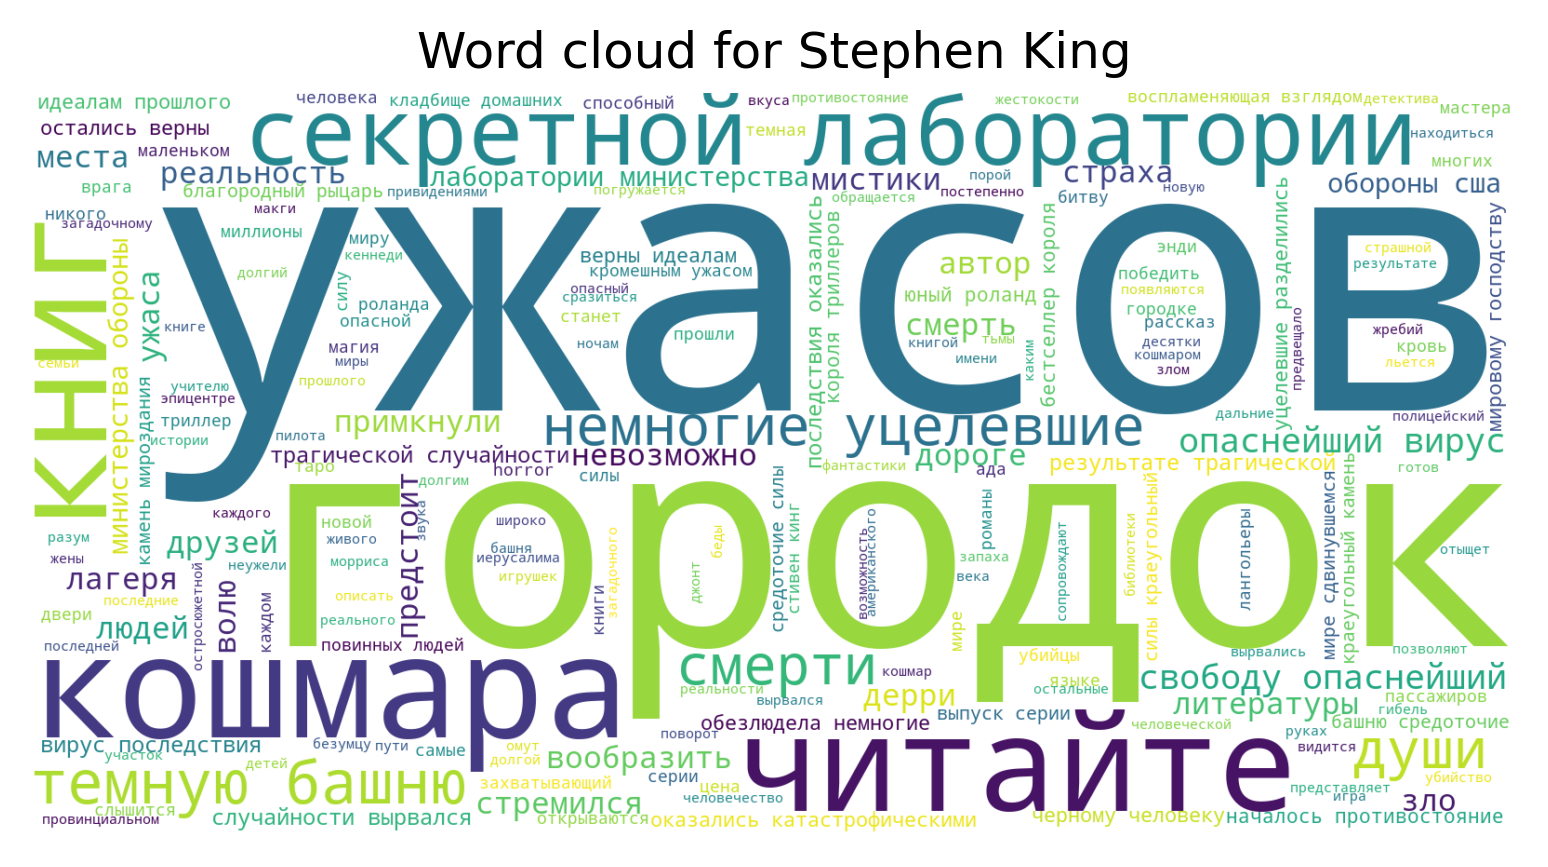 Word cloud for Stephen King
идеалам прошлого
человека
кладбище домашних
способный
вкуса
противостояние
жестокости
воспламеняющая взглядом
детектива
мастера
остались верны
секретной лаборатории
темная
находиться
места
маленьком
реальность
лаборатории министерства
мистики
страха
порой
многих
врага
благородный рыцарь
привидениями
погружается
обращается
постепенно
битву
новую
обороны сша
никого
загадочному
макги
миллионы
ужасов
книг
министерства обороны
ужаса
долгий
миру
кеннеди
силу
роланда
опасной
верны идеалам
кромешным ужасом
опасный
сразиться
станет
прошли
последствия оказались
короля триллеров
автор
юный роланд
смерть
тьмы
книгой
имени
каким
бестселлер короля
энди
победить
появляются
городке
рассказ
десятки
кошмаром
злом
уцелевшие разделились
предвещало
страшной
результате
жребий
кровь
льется
мировому господству
книге
семьи
магия
миры
ночам
прошлого
учителю
эпицентре
камень мироздания
триллер
истории
пилота
примкнули
немногие уцелевшие
дальние
полицейский
опаснейший вирус
трагической случайности
невозможно
дороге
таро
horror
долгим
силы
фантастики
ада
результате трагической
готов
городок
каждого
разум
жены
друзей
неужели
новой
живого
морриса
звука
предстоит
широко
башня
иерусалима
игрушек
загадочного
книги
беды
джонт
средоточие силы
стивен кинг
возможность
американского
романы
запаха
века
сопровождают
библиотеки
силы краеугольный
лангольеры
мире сдвинувшемся
краеугольный камень
отыщет
лагеря
последние
двери
людей
остросюжетной
волю
каждом
описать
реального
повинных людей
последней
мире
убийцы
языке
вырвались
позволяют
кошмара
смерти
кошмар
реальности
вырвался
дерри
остальные
свободу опаснейший
пассажиров
литературы
гибель
обезлюдела немногие
выпуск серии
человеческой
башню средоточие
вирус последствия
участок
безумцу
пути
самые
омут
долгой
поворот
вообразить
читайте
руках
видится
души
детей
темную башню
захватывающий
серии
цена
человечество
представляет
убийство
слышится
стремился
игра
зло
провинциальном
случайности вырвался
открываются
оказались катастрофическими
черному человеку
началось противостояние